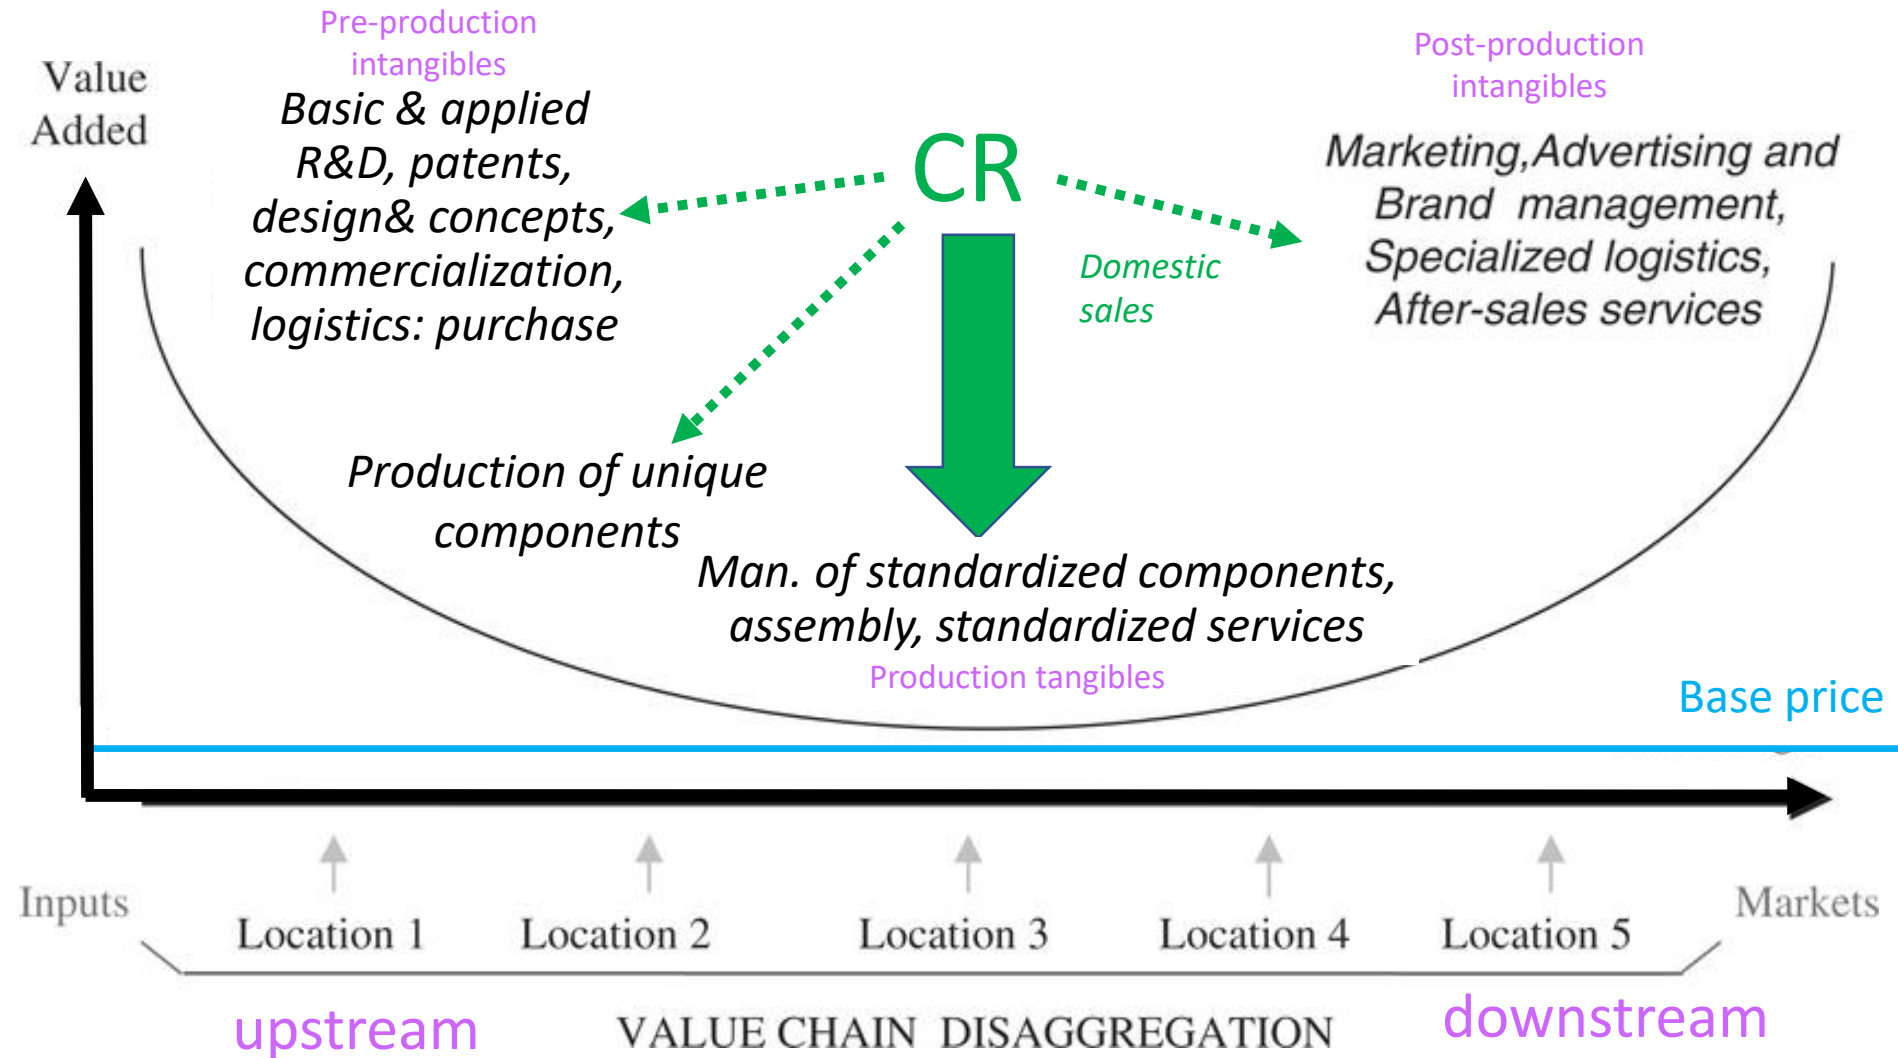 Pre-production
intangibles
Value
Added
Basic & applied
R&D, patents,
design& concepts,
commercialization,
logistics: purchase
CR
Domestic
sales
Post-production
intangibles
Marketing,Advertising and
Brand management,
Specialized logistics,
After-sales services
Production of unique
components
Man. of standardized components,
assembly, standardized services
Production tangibles
Base price
Inputs
Location 1
Location 2
Location 3
Location 4
Location 5
Markets
upstream
VALUE CHAIN DISAGGREGATION
downstream